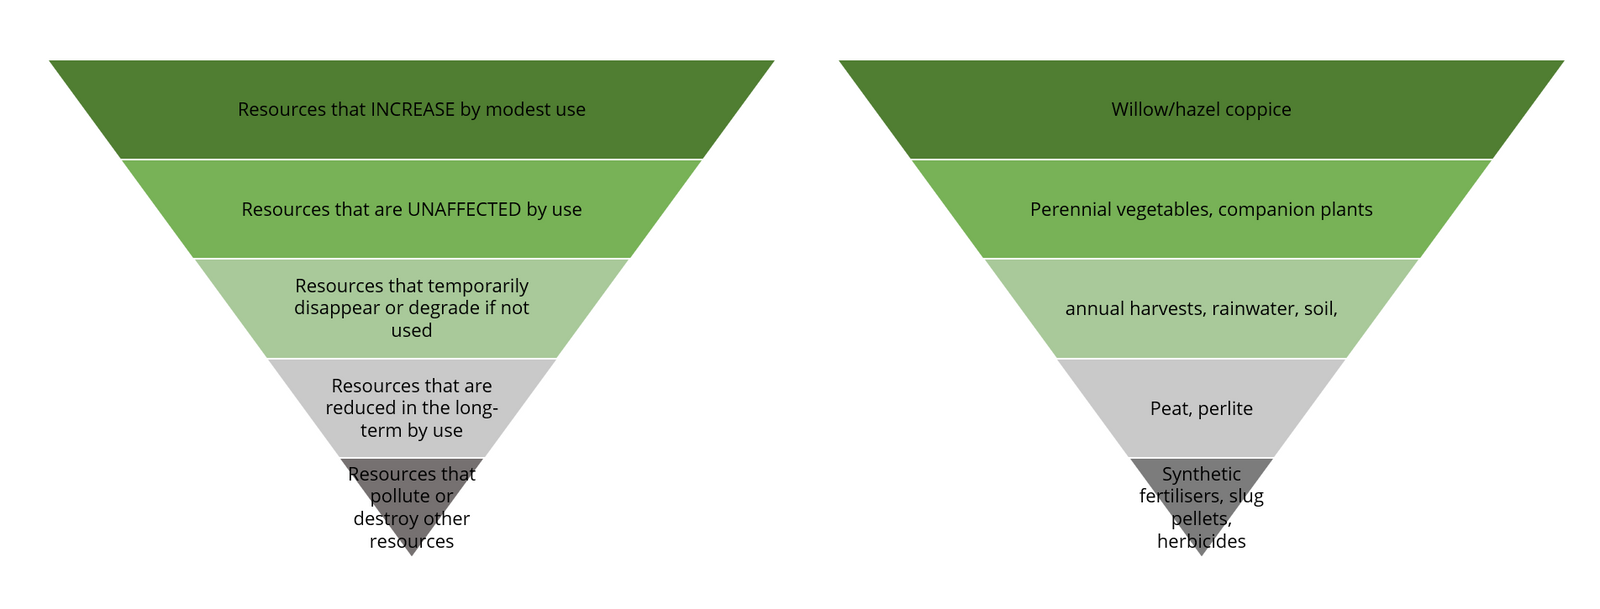 Resources that INCREASE by modest use
Resources that are UNAFFECTED by use
Resources that temporarily
disappear or degrade if not
used
Resources that are
reduced in the long-
term by use
Resources that
pollute or
destroy other
resources
Willow/hazel coppice
Perennial vegetables, companion plants
annual harvests, rainwater, soil,
Peat, perlite
Synthetic
fertilisers, slug
pellets,
herbicides